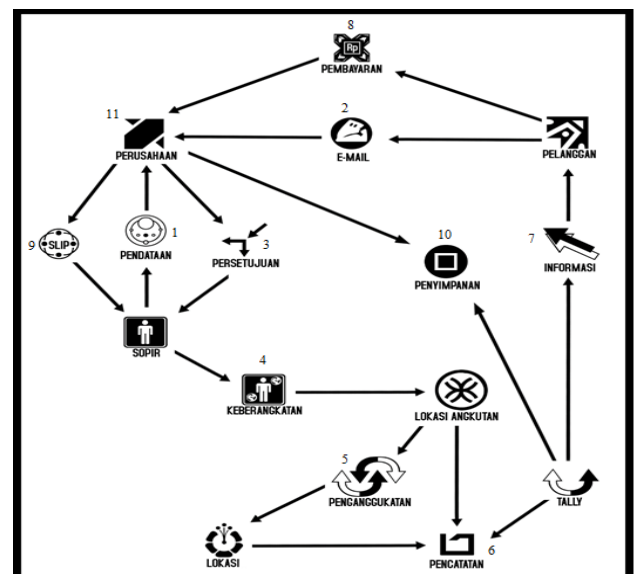 8
Rp
PEMBAYARAN
11
2
PERUSAHAAN
E-MAIL
PELANGGAN
9
SLIP
1
PENDATAAN
3
PERSETUJUAN
10
PENYIMPANAN
7
INFORMASI
SOPIR
4
KEBERANGKATAN
LOKASI ANGKUTAN
5
PENGANGGUKATAN
TALLY
LOKASI
PENCATATAN
6